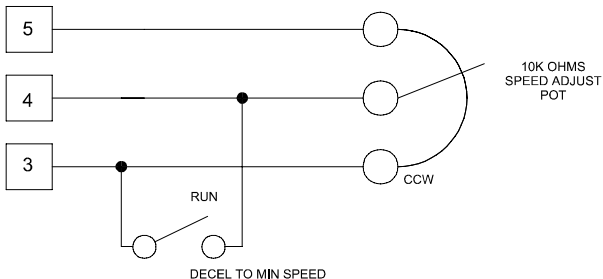 5
10K OHMS
SPEED ADJUST
POT
4
3
CCW
RUN
DECEL TO MIN SPEED